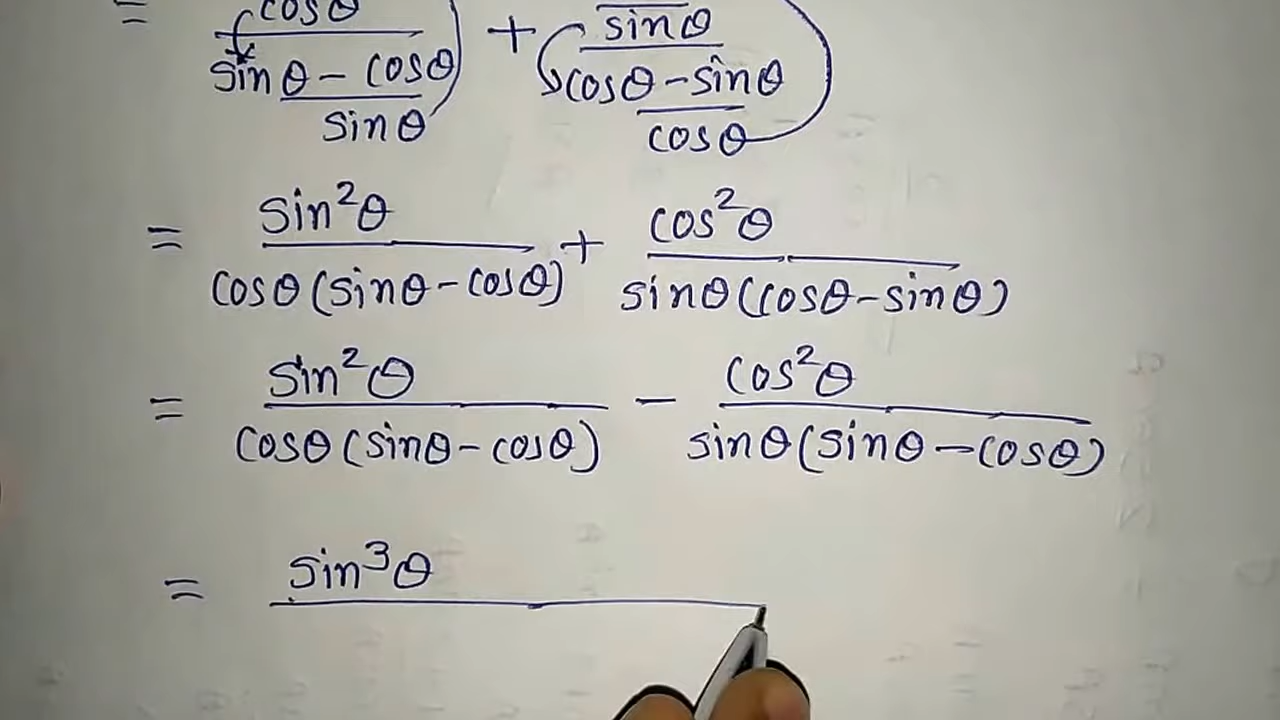 = cosθ / (sinθ - cosθ / sinθ) + sinθ / (cosθ - sinθ / cosθ)
= sin²θ / cosθ(sinθ - cosθ) + cos²θ / sinθ(cosθ - sinθ)
= sin²θ / cosθ(sinθ - cosθ) - cos²θ / sinθ(sinθ - cosθ)
= sin³θ